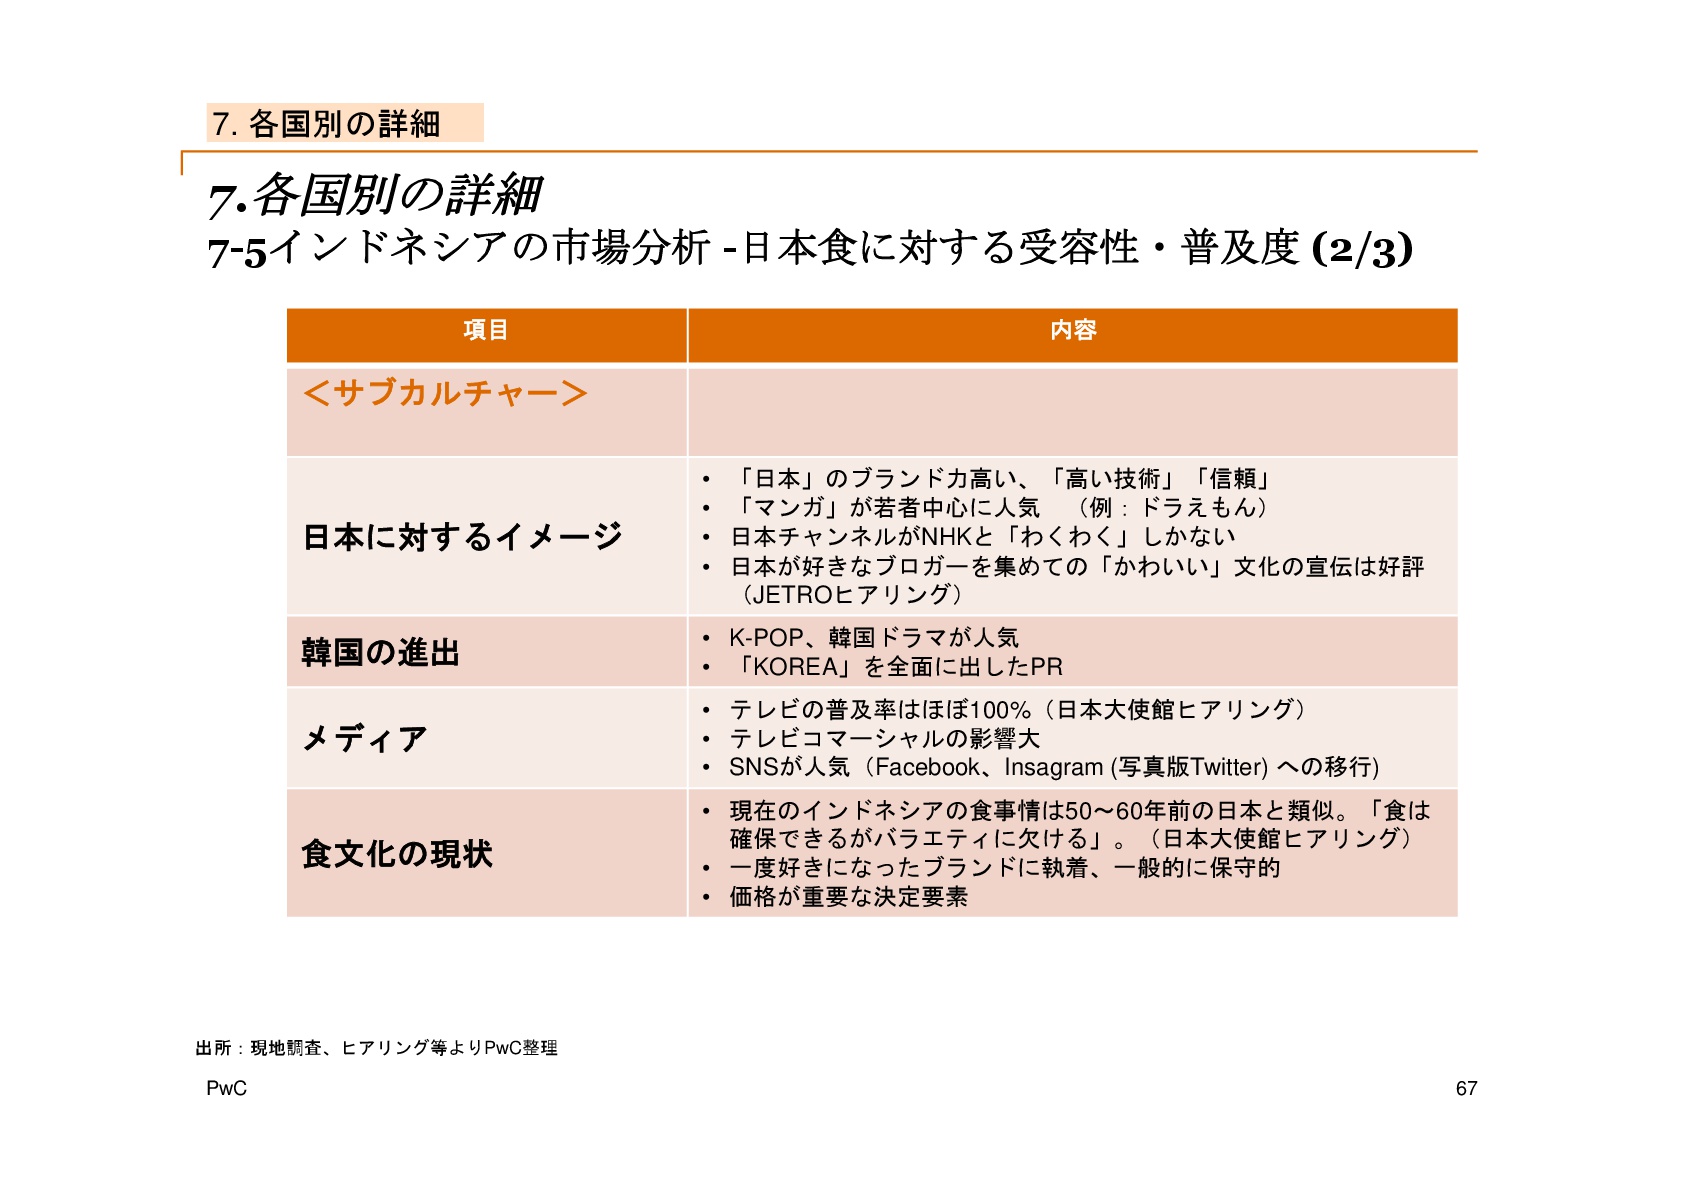 7. 各国別の詳細
7.各国別の詳細
7-5インドネシアの市場分析 -日本食に対する受容性・普及度 (2/3)
項目
内容
＜サブカルチャー＞
日本に対するイメージ
• 「日本」のブランド力高い、「高い技術」「信頼」
• 「マンガ」が若者中心に人気　（例：ドラえもん）
• 日本チャンネルがNHKと「わくわく」しかない
• 日本が好きなブロガーを集めての「かわいい」文化の宣伝は好評
（JETROヒアリング）
韓国の進出
• K-POP、韓国ドラマが人気
• 「KOREA」を全面に出したPR
メディア
• テレビの普及率はほぼ100%（日本大使館ヒアリング）
• テレビコマーシャルの影響大
• SNSが人気（Facebook、Insagram (写真版Twitter) への移行)
食文化の現状
• 現在のインドネシアの食事情は50～60年前の日本と類似。「食は
確保できるがバラエティに欠ける」。（日本大使館ヒアリング）
• 一度好きになったブランドに執着、一般的に保守的
• 価格が重要な決定要素
出所：現地調査、ヒアリング等よりPwC整理
PwC
67